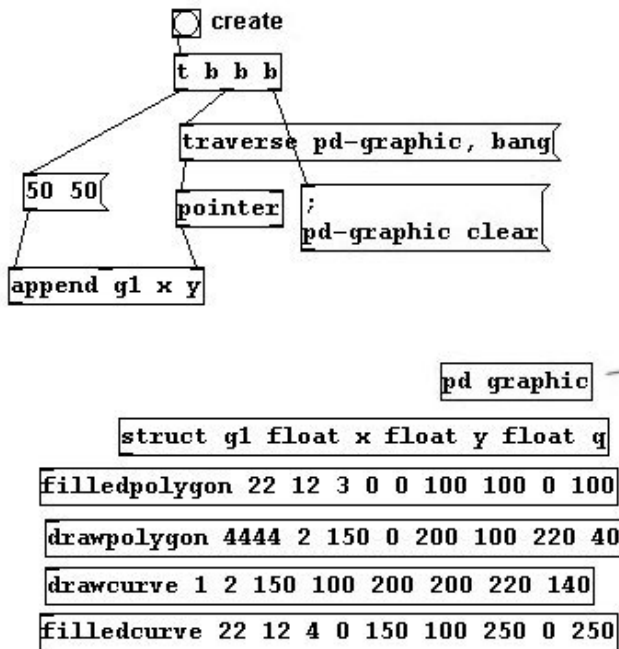 create
t b b b
traverse pd-graphic, bang
50 50
pointer
;
pd-graphic clear
append g1 x y
pd graphic
struct g1 float x float y float q
filledpolygon 22 12 3 0 0 100 100 0 100
drawpolygon 4444 2 150 0 200 100 220 40
drawcurve 1 2 150 100 200 200 220 140
filledcurve 22 12 4 0 150 100 250 0 250